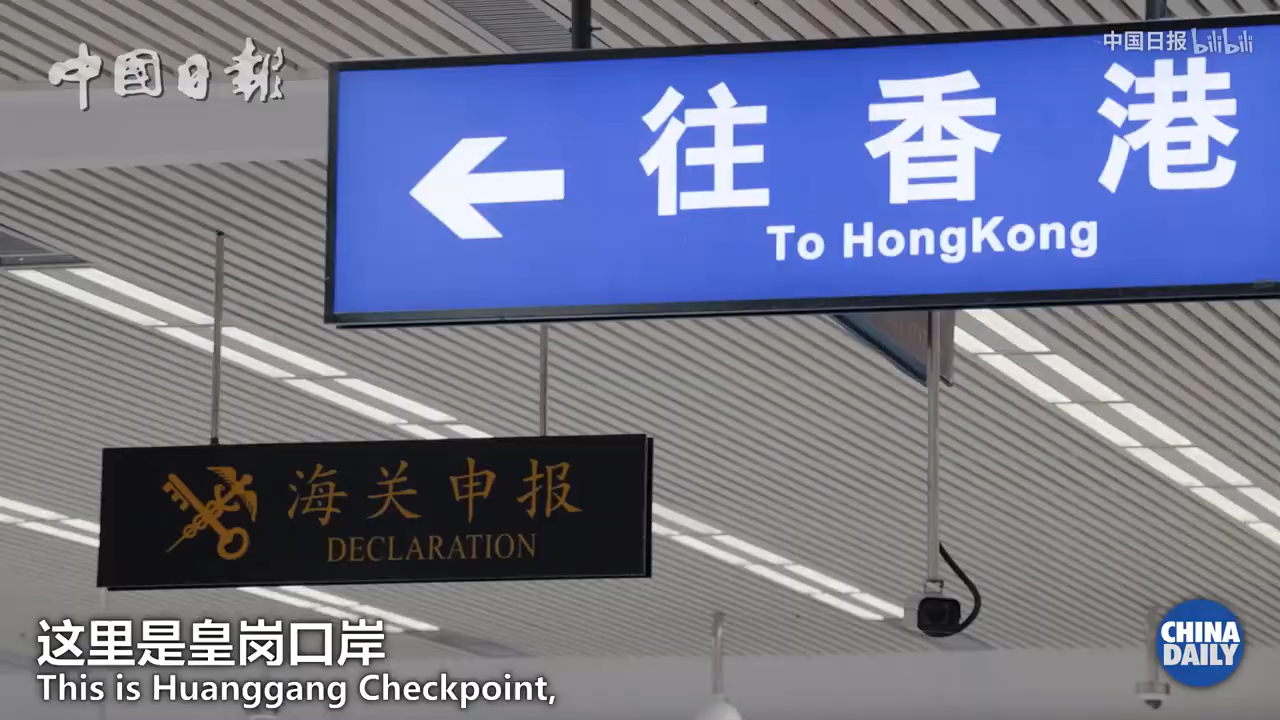 中国日報
中国日报 bilibili
往香港
To HongKong
海关申报
DECLARATION
这里是皇岗口岸
This is Huanggang Checkpoint,
CHINA
DAILY